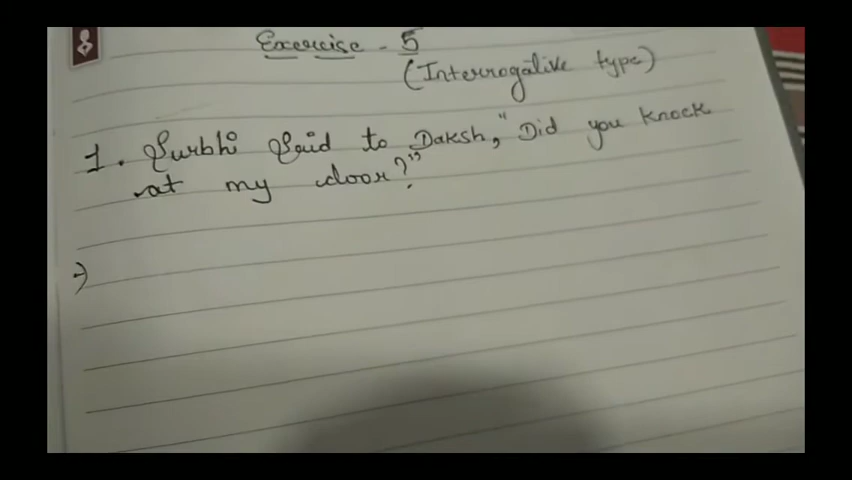 Exercise - 5
(Interrogative type)
1. Surbhi Said to Daksh, "Did you knock
at my door?"
→